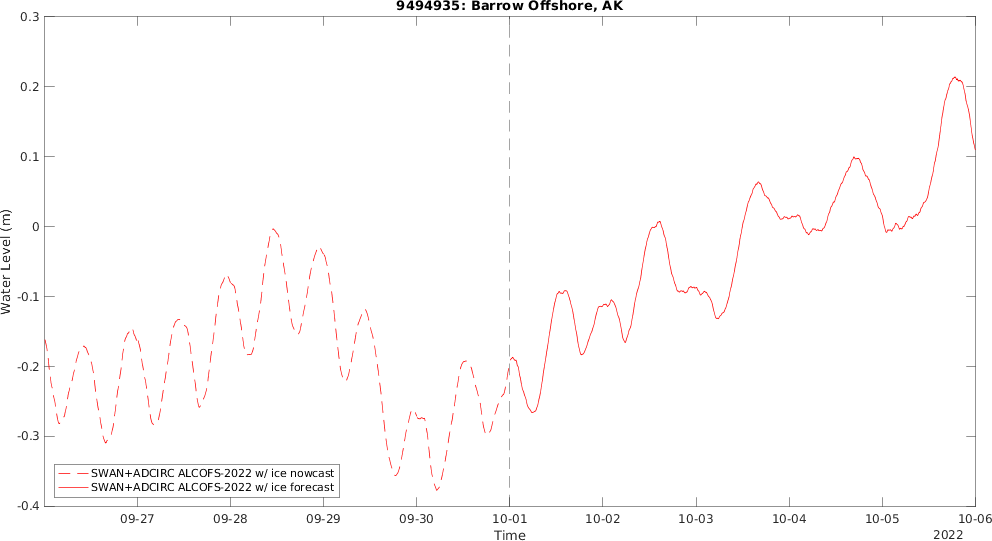 9494935: Barrow Offshore, AK
0.3
0.2
0.1
0
-0.1
-0.2
-0.3
-0.4
Water Level (m)
SWAN+ADCIRC ALCOFS-2022 w/ ice nowcast
SWAN+ADCIRC ALCOFS-2022 w/ ice forecast
09-27 09-28 09-29 09-30 10-01 10-02 10-03 10-04 10-05 10-06
Time
2022